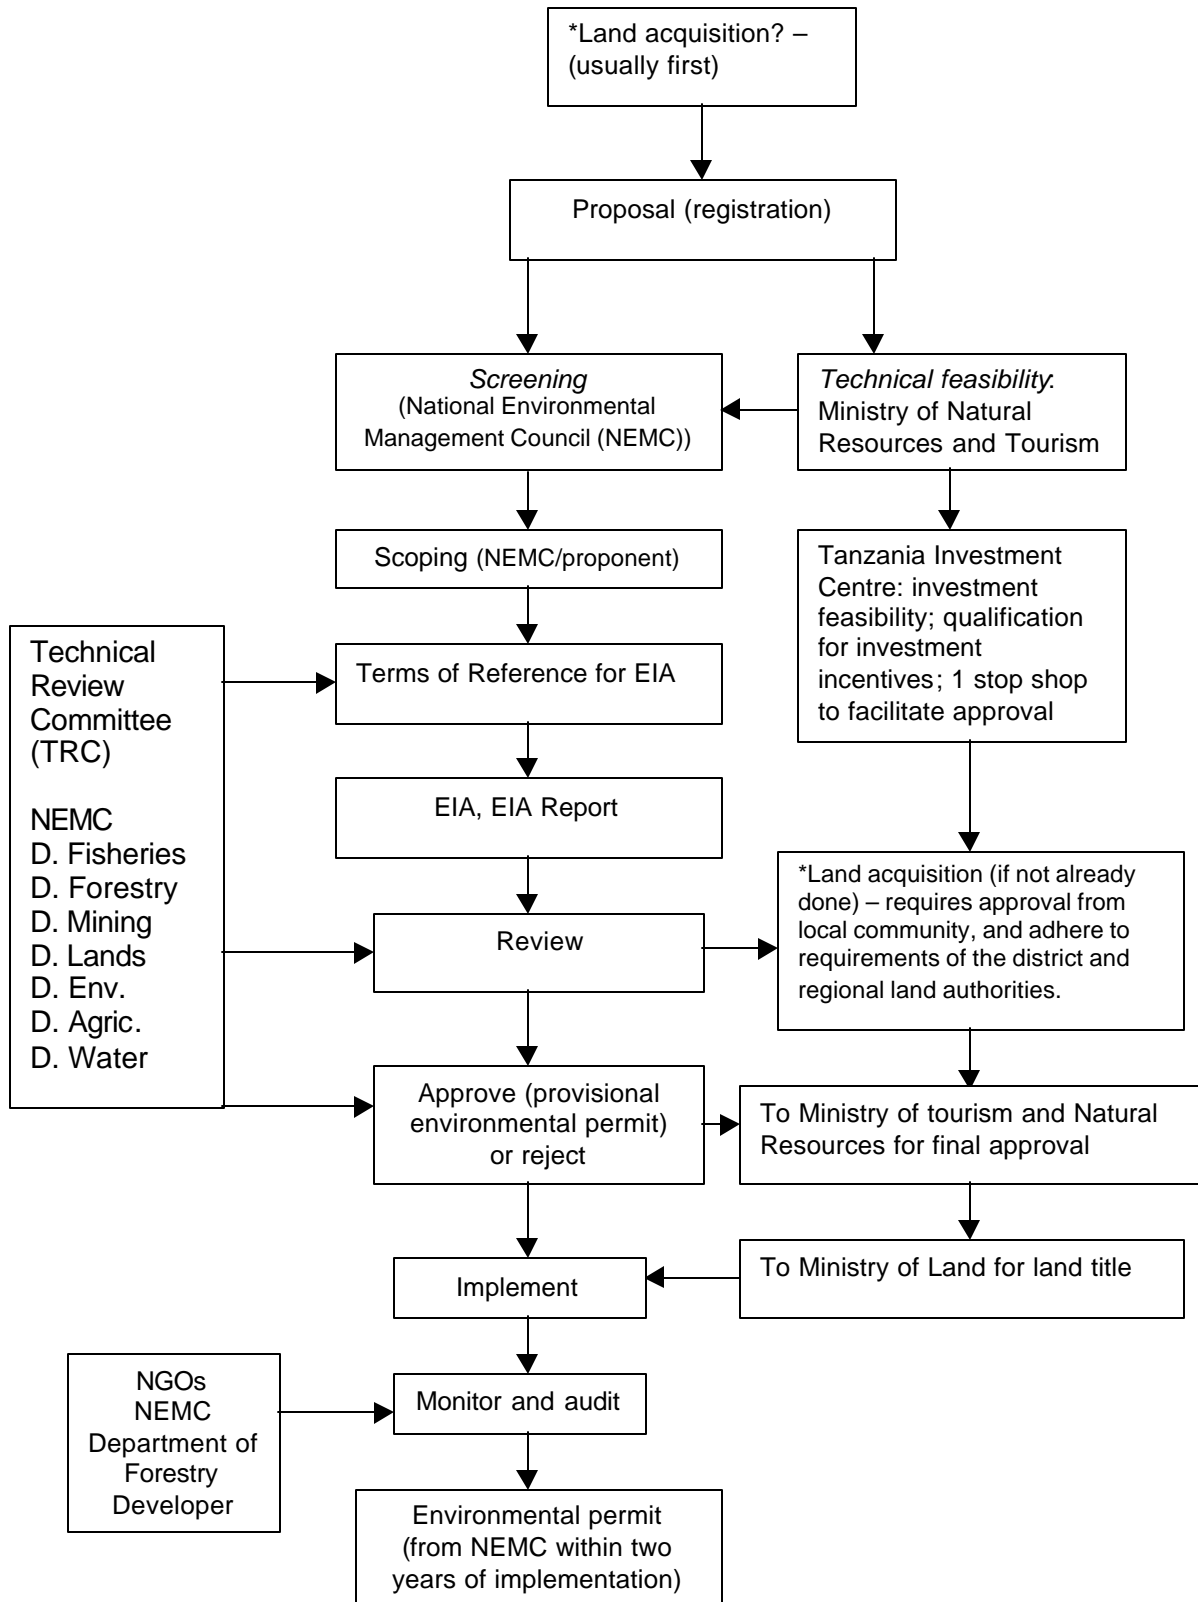 *Land acquisition? –
(usually first)
Proposal (registration)
Screening
(National Environmental
Management Council (NEMC))
Technical feasibility:
Ministry of Natural
Resources and Tourism
Scoping (NEMC/proponent)
Tanzania Investment
Centre: investment
feasibility; qualification
for investment
incentives; 1 stop shop
to facilitate approval
Technical
Review
Committee
(TRC)
NEMC
D. Fisheries
D. Forestry
D. Mining
D. Lands
D. Env.
D. Agric.
D. Water
Terms of Reference for EIA
EIA, EIA Report
Review
*Land acquisition (if not already
done) – requires approval from
local community, and adhere to
requirements of the district and
regional land authorities.
Approve (provisional
environmental permit)
or reject
To Ministry of tourism and Natural
Resources for final approval
Implement
To Ministry of Land for land title
NGOs
NEMC
Department of
Forestry
Developer
Monitor and audit
Environmental permit
(from NEMC within two
years of implementation)